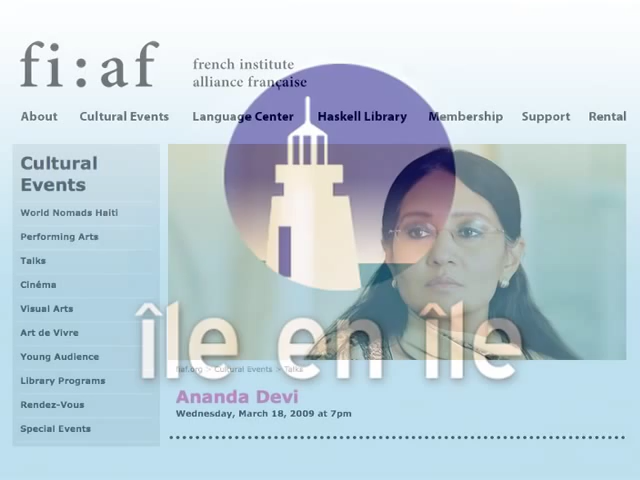 fi:af
french institute
alliance française
About Cultural Events Language Center Haskell Library Membership Support Rental
Cultural
Events
World Nomads Haiti
Performing Arts
Talks
Cinéma
Visual Arts
Art de Vivre
Young Audience
Library Programs
Rendez-Vous
Special Events
île en île
fiaf.org > Cultural Events > Talks
Ananda Devi
Wednesday, March 18, 2009 at 7pm